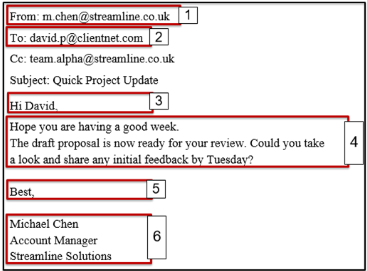 From: m.chen@streamline.co.uk 1
To: david.p@clientnet.com 2
Cc: team.alpha@streamline.co.uk
Subject: Quick Project Update
Hi David, 3
Hope you are having a good week.
The draft proposal is now ready for your review. Could you take 4
a look and share any initial feedback by Tuesday?
Best, 5
Michael Chen
Account Manager 6
Streamline Solutions